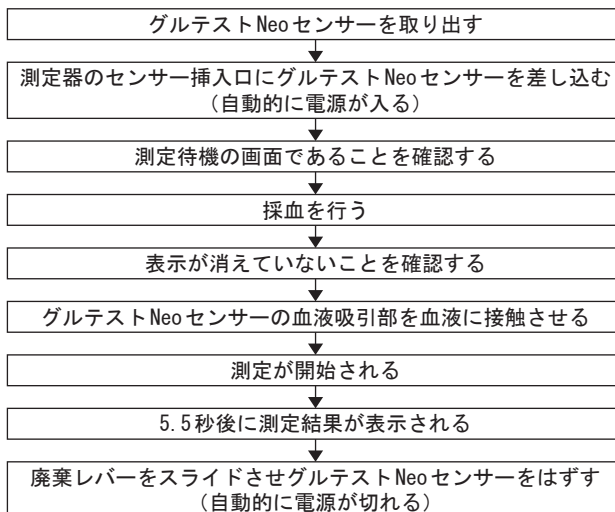 グルテストNeoセンサーを取り出す
測定器のセンサー挿入口にグルテストNeoセンサーを差し込む
（自動的に電源が入る）
測定待機の画面であることを確認する
採血を行う
表示が消えていないことを確認する
グルテストNeoセンサーの血液吸引部を血液に接触させる
測定が開始される
5.5秒後に測定結果が表示される
廃棄レバーをスライドさせグルテストNeoセンサーをはずす
（自動的に電源が切れる）